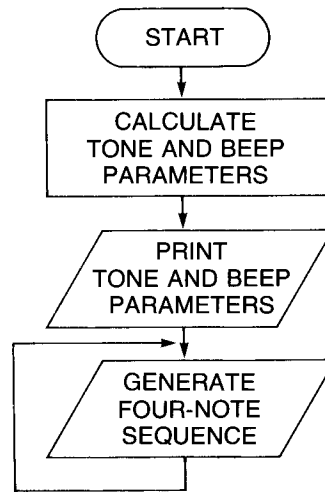 START
CALCULATE
TONE AND BEEP
PARAMETERS
PRINT
TONE AND BEEP
PARAMETERS
GENERATE
FOUR-NOTE
SEQUENCE